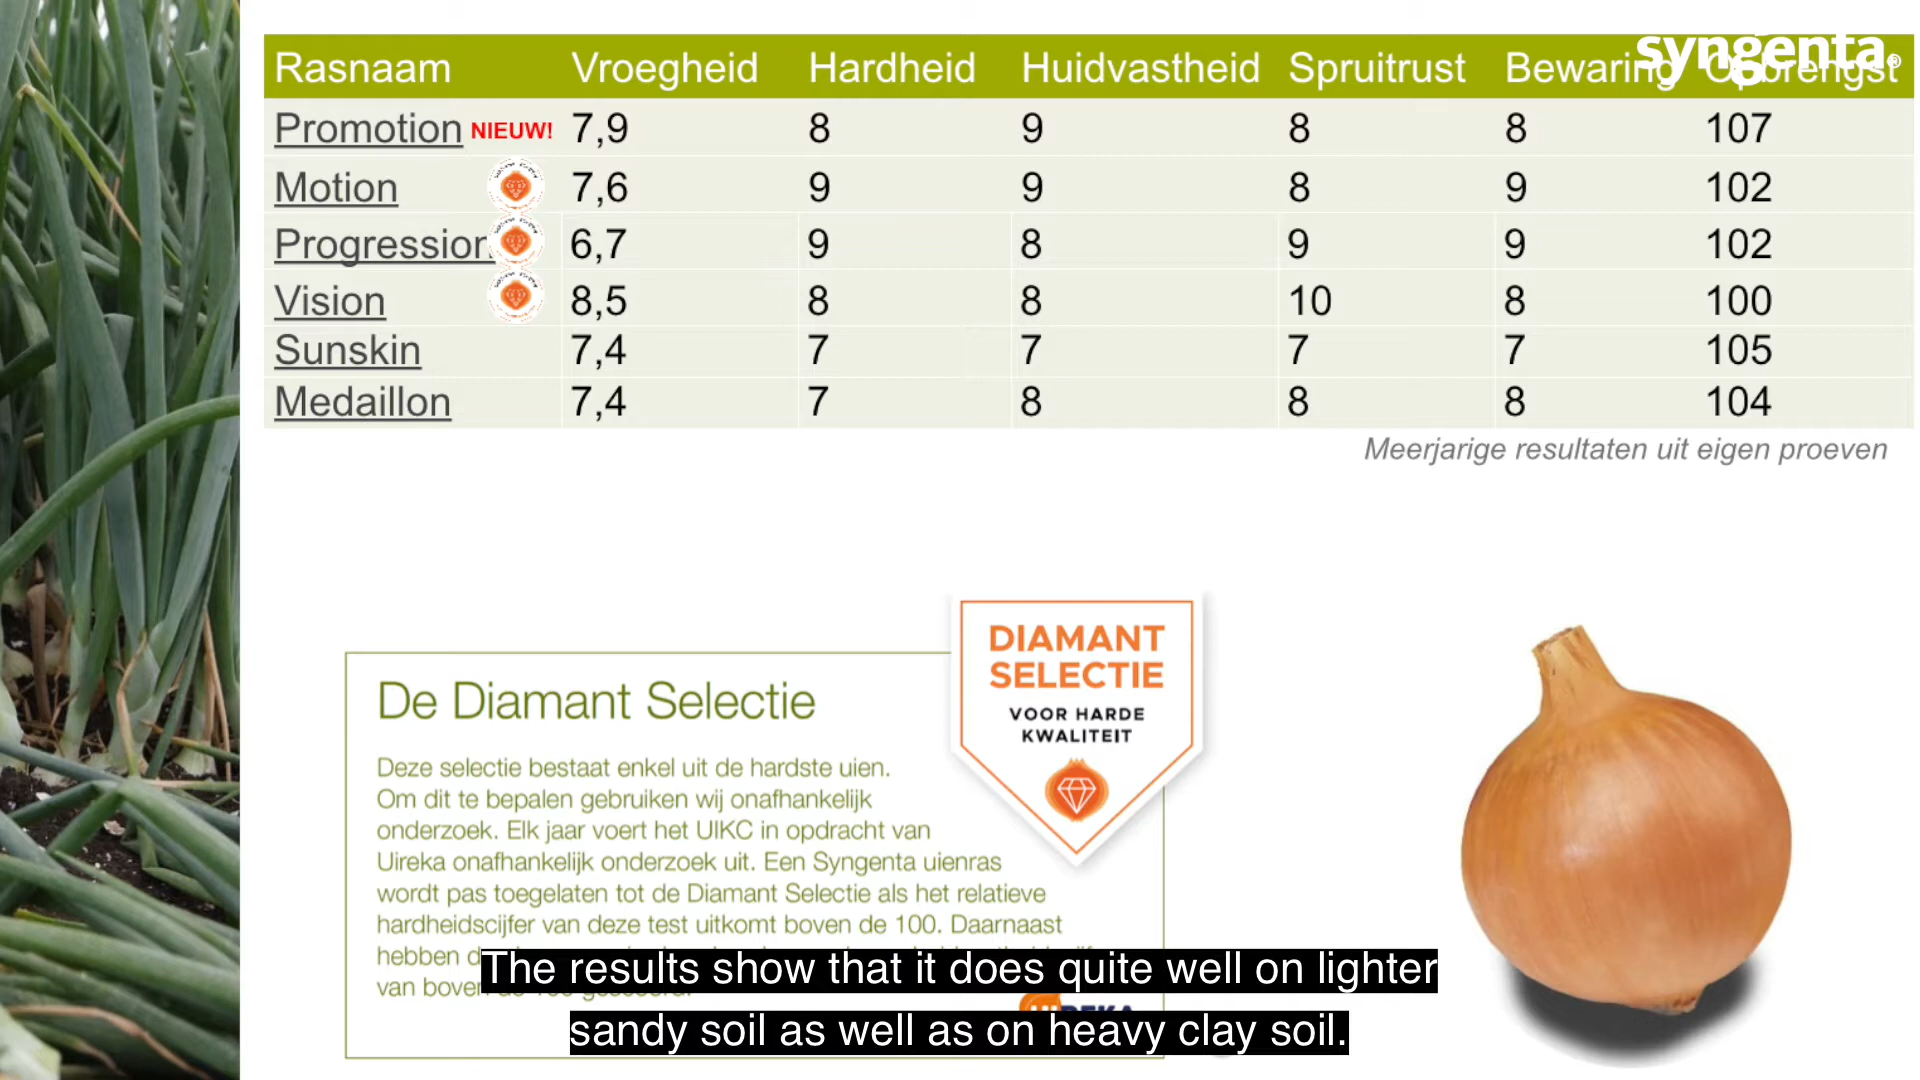 syngenta®
Rasnaam Vroegheid Hardheid Huidvastheid Spruitrust Bewaring Opbrengst
Promotion NIEUW! 7,9 8 9 8 8 107
Motion 7,6 9 9 8 9 102
Progression 6,7 9 8 9 9 102
Vision 8,5 8 8 10 8 100
Sunskin 7,4 7 7 7 7 105
Medaillon 7,4 7 8 8 8 104
Meerjarige resultaten uit eigen proeven
DIAMANT
SELECTIE
VOOR HARDE
KWALITEIT
De Diamant Selectie
Deze selectie bestaat enkel uit de hardste uien.
Om dit te bepalen gebruiken wij onafhankelijk
onderzoek. Elk jaar voert het UIKC in opdracht van
Uireka onafhankelijk onderzoek uit. Een Syngenta uienras
wordt pas toegelaten tot de Diamant Selectie als het relatieve
hardheidscijfer van deze test uitkomt boven de 100. Daarnaast
hebben
van boven
The results show that it does quite well on lighter
sandy soil as well as on heavy clay soil.